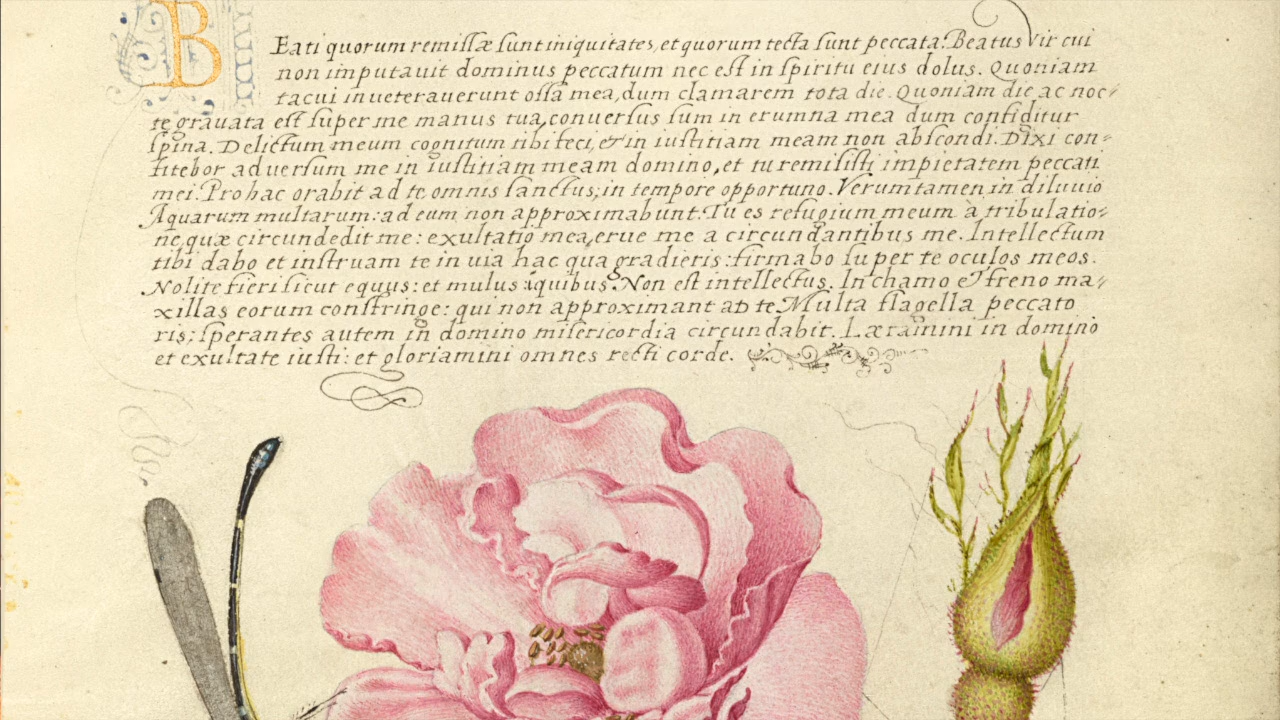 Beati quorum remissæ sunt iniquitates, et quorum tecta sunt peccata. Beatus Vir cui
non imputauit dominus peccatum nec est in spiritu eius dolus. Quoniam
tacui inueterauerunt ossa mea, dum clamarem tota die. Quoniam die ac noc-
te grauata est super me manus tua, conuersus sum in erumna mea dum configitur
spina. Delictum meum cognitum tibi feci, et in iustitiam meam non abscondi. Dixi con-
fitebor aduersum me in iustitiam meam domino, et tu remisisti impietatem peccati
mei. Pro hac orabit ad te omnis sanctus, in tempore opportuno. Verumtamen in diluuio
Aquarum multarum: ad eum non approximabunt. Tu es refugium meum à tribulatio-
ne, quæ circundedit me: exultatio mea, erue me a circundantibus me. Intellectum
tibi dabo et instruam te in uia hac qua gradieris: firmabo super te oculos meos.
Nolite fieri sicut equus: et mulus quibus Non est intellectus. In chamo & freno ma-
xillas eorum constringe: qui non approximant ad te Multa flagella peccato
ris; sperantes autem in domino misericordia circundabit. Lætamini in domino
et exultate iusti: et gloriamini omnes recti corde.